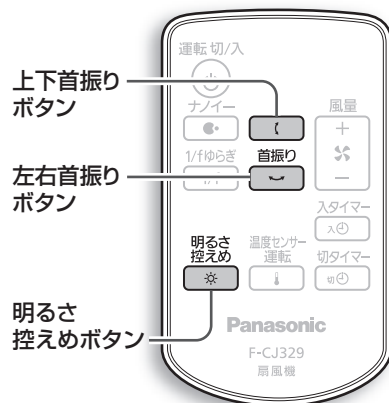 上下首振り
ボタン
左右首振り
ボタン
明るさ
控えめボタン
運転 切/入
ナノイー
風量
+
−
1/fゆらぎ
1/f
首振り
入タイマー
入
明るさ
控えめ
温度センサー
運転
切タイマー
切
Panasonic
F-CJ329
扇風機